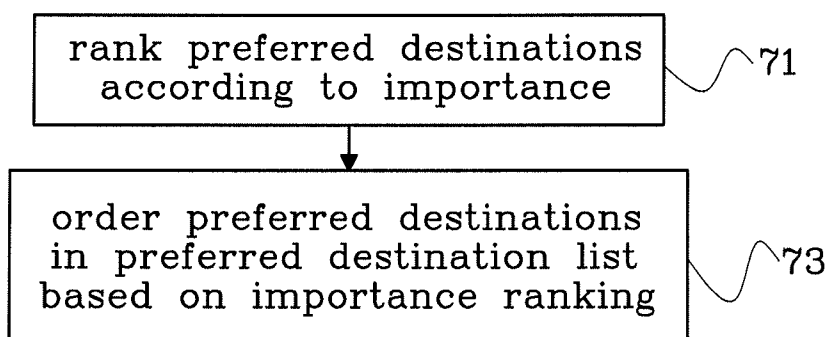 rank preferred destinations
according to importance
71
order preferred destinations
in preferred destination list
based on importance ranking
73